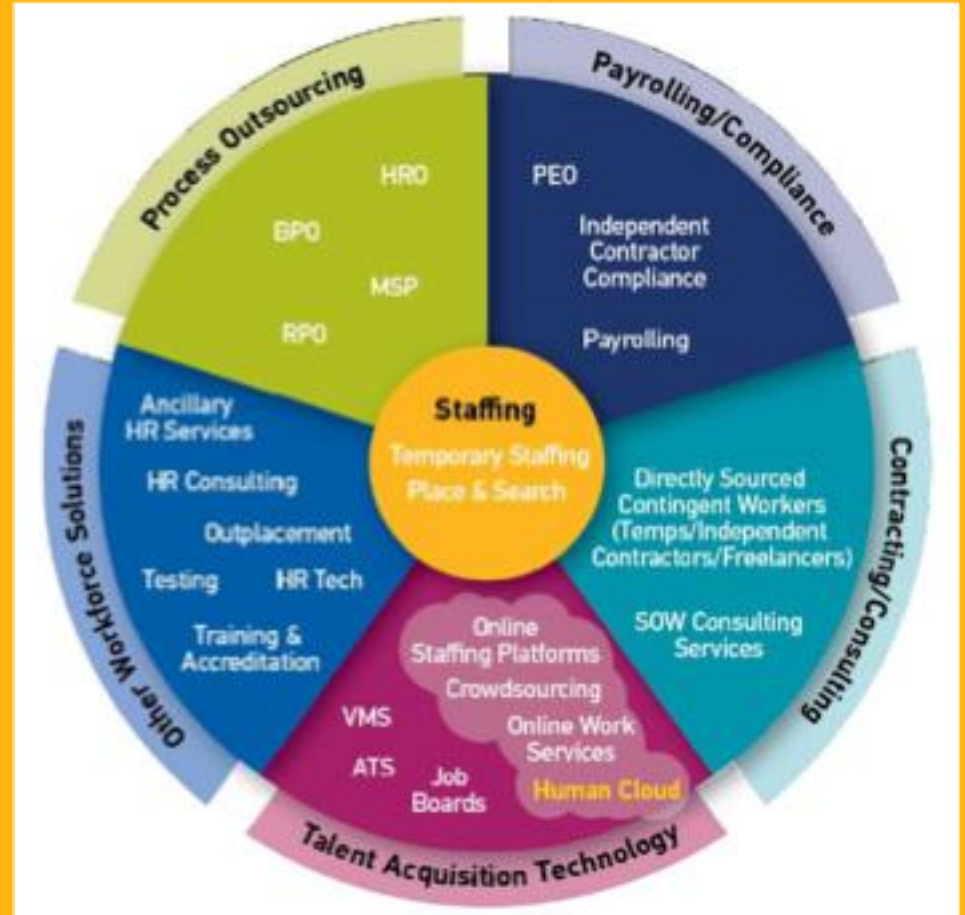 Process Outsourcing
HRO
BPO
MSP
RPO
Payrolling/Compliance
PEO
Independent
Contractor
Compliance
Payrolling
Staffing
Temporary Staffing
Place & Search
Contracting/Consulting
Directly Sourced
Contingent Workers
(Temps/Independent
Contractors/Freelancers)
SOW Consulting
Services
Talent Acquisition Technology
Online
Staffing Platforms
Crowdsourcing
Online Work
Services
Human Cloud
VMS
ATS
Job
Boards
Other Workforce Solutions
Ancillary
HR Services
HR Consulting
Outplacement
Testing
HR Tech
Training &
Accreditation